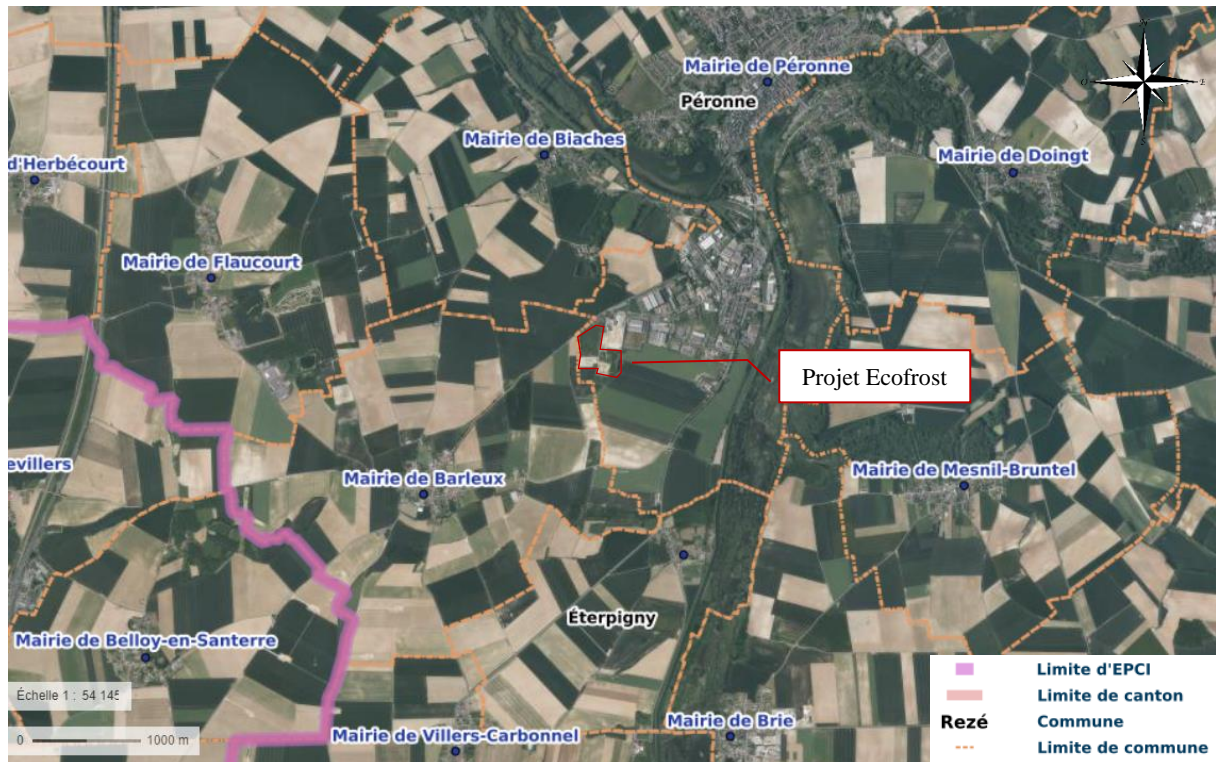 Mairie de Péronne
Péronne
N
O
E
Mairie de Biaches
Mairie de Doingt
d'Herbécourt
Mairie de Flaucourt
Projet Ecofrost
evillers
Mairie de Barleux
Mairie de Mesnil-Bruntel
Éterpigny
Mairie de Belloy-en-Santerre
Échelle 1 : 54 145
0 1000 m
Mairie de Villers-Carbonnel
Mairie de Brie
Limite d'EPCI
Limite de canton
Rezé Commune
Limite de commune